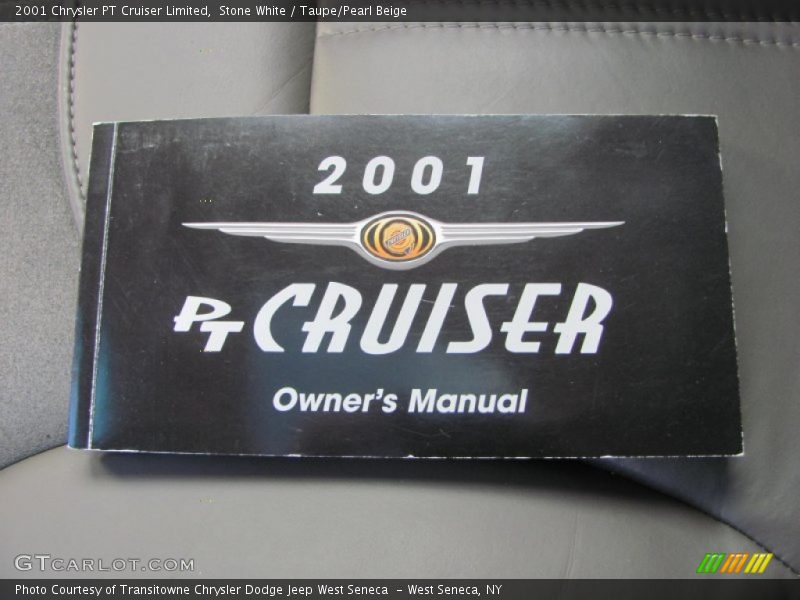 2001 Chrysler PT Cruiser Limited,  Stone White / Taupe/Pearl Beige
2001
PT CRUISER
Owner's Manual
GTCARLOT.COM
Photo Courtesy of Transitowne Chrysler Dodge Jeep West Seneca  - West Seneca, NY